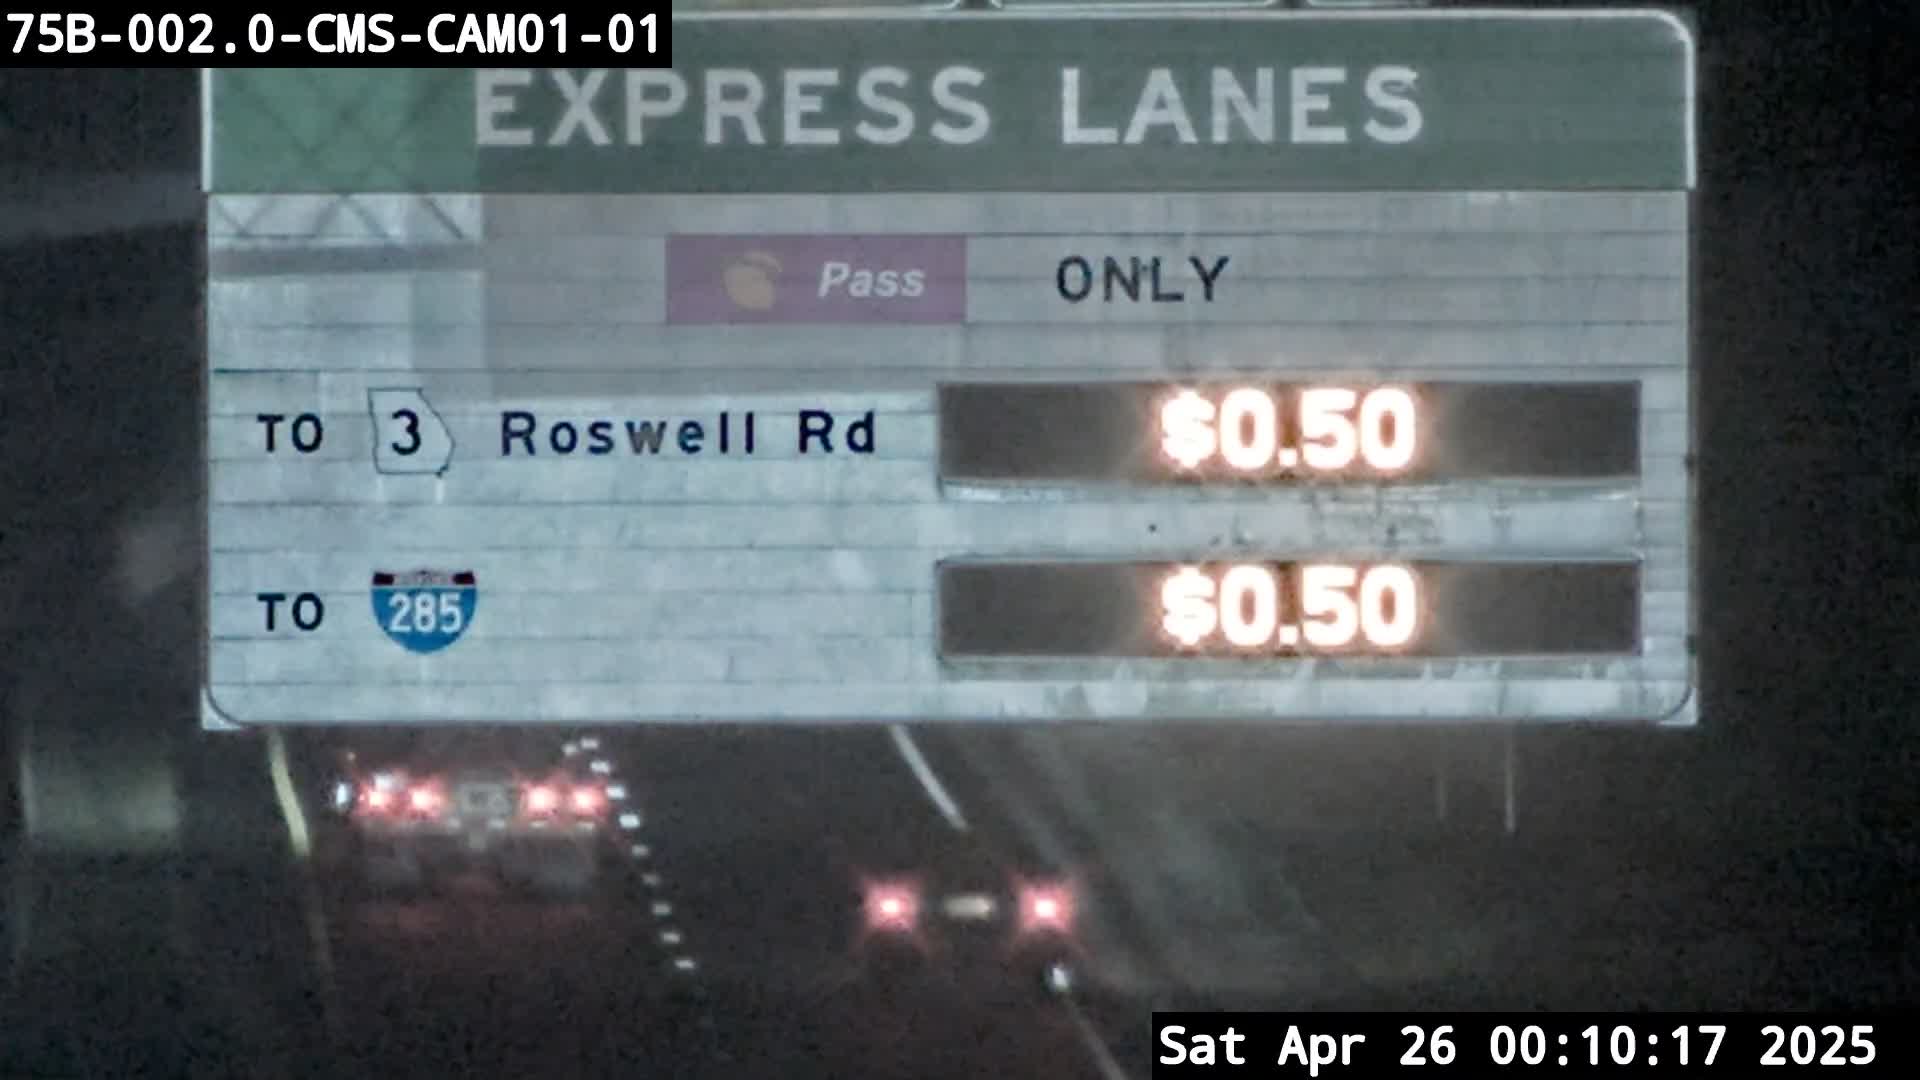 75B-002.0-CMS-CAM01-01
EXPRESS LANES
Pass ONLY
TO 3 Roswell Rd $0.50
TO 285 $0.50
Sat Apr 26 00:10:17 2025